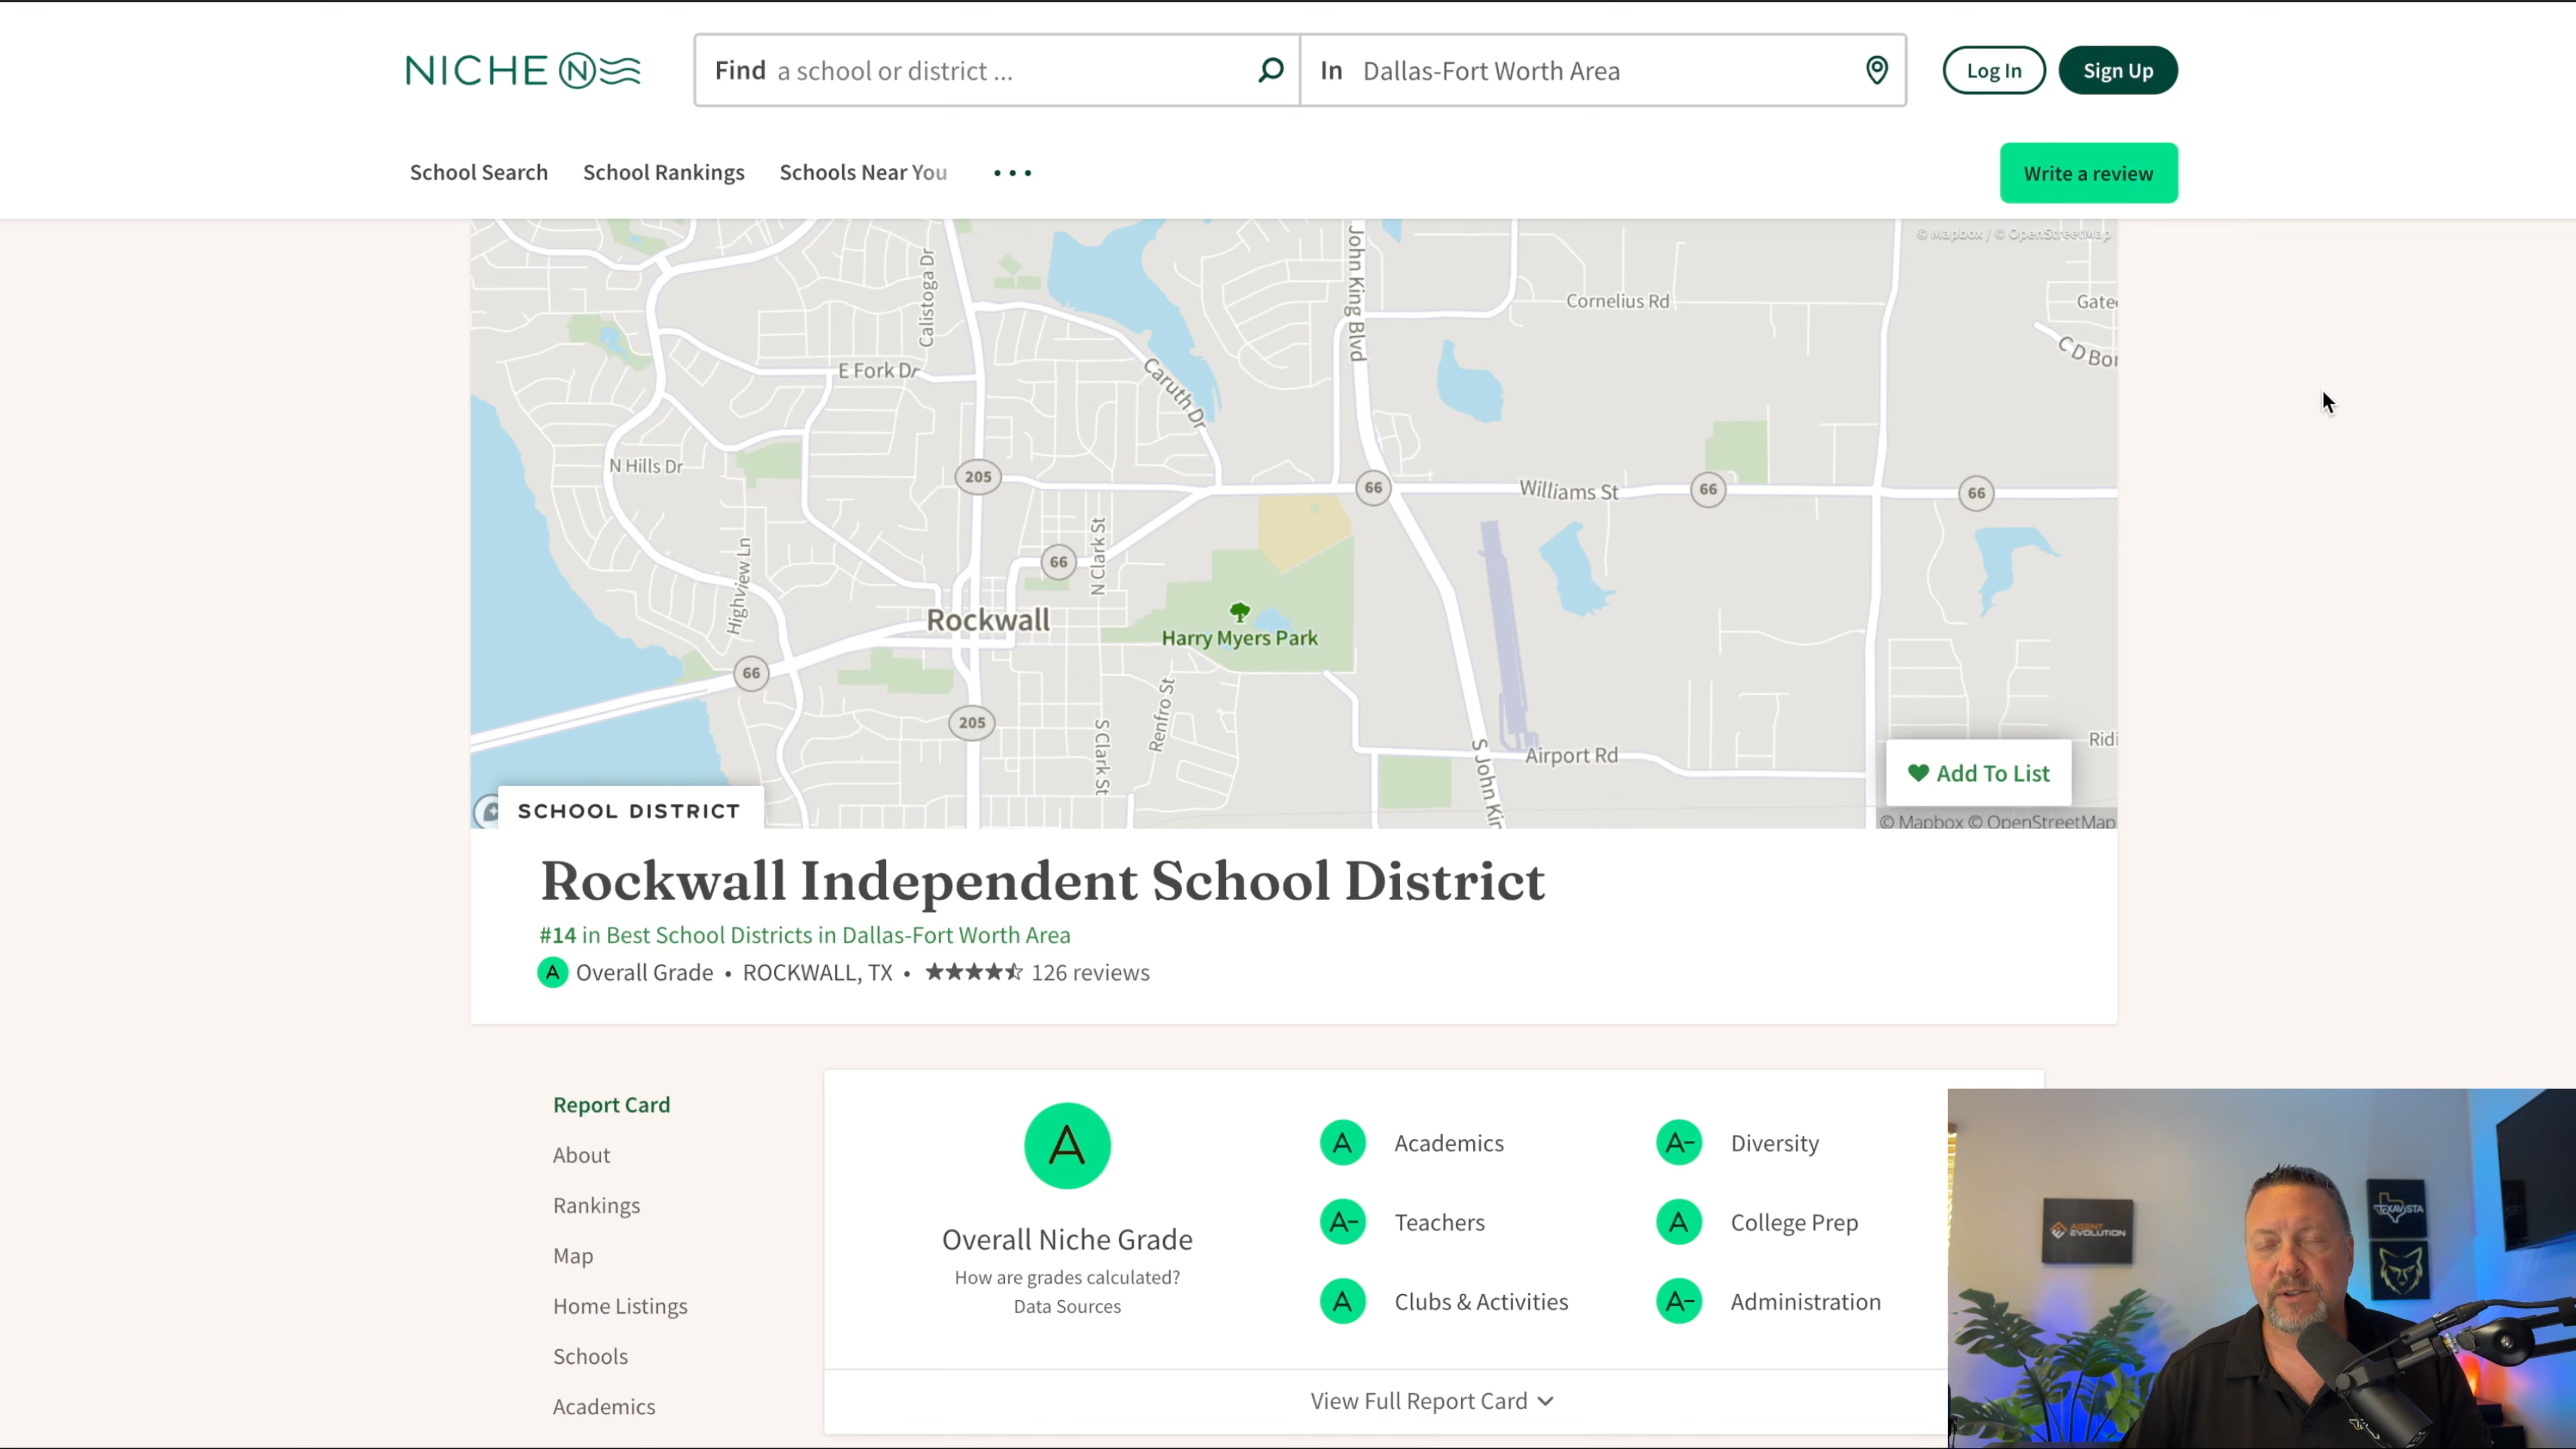 NICHE N
Find a school or district ...
In Dallas-Fort Worth Area
Log In
Sign Up
School Search
School Rankings
Schools Near You
Write a review
© Mapbox / © OpenStreetMap
Calistoga Dr
John King Blvd
Cornelius Rd
E Fork Dr
Caruth Dr
N Hills Dr
205
66
Williams St
66
66
Highview Ln
66
N Clark St
Rockwall
Harry Myers Park
66
205
Renfro St
S Clark St
Airport Rd
Add To List
© Mapbox © OpenStreetMap
SCHOOL DISTRICT
Rockwall Independent School District
#14 in Best School Districts in Dallas-Fort Worth Area
A Overall Grade • ROCKWALL, TX • 126 reviews
Report Card
About
Rankings
Map
Home Listings
Schools
Academics
A
Overall Niche Grade
How are grades calculated?
Data Sources
A Academics
A- Diversity
A- Teachers
A College Prep
A Clubs & Activities
A- Administration
View Full Report Card
AGENT
EVOLUTION
TEXAVISTA